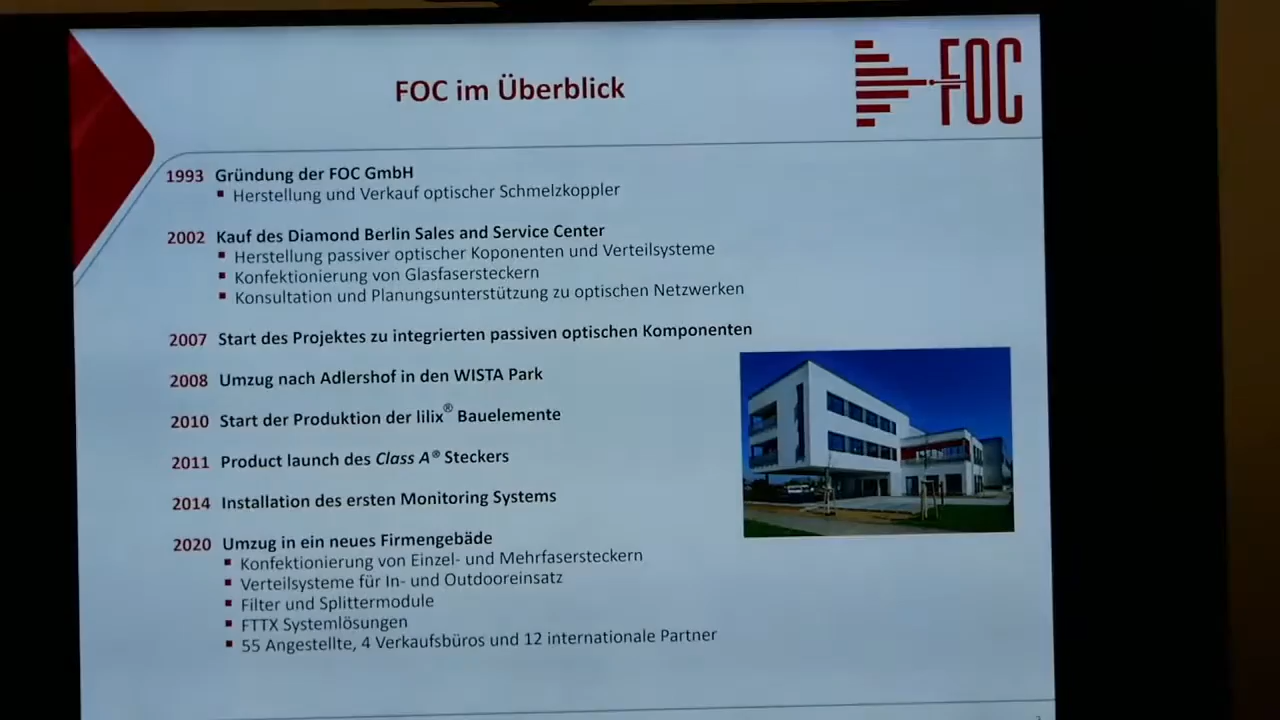 FOC im Überblick
FOC
1993 Gründung der FOC GmbH
▪ Herstellung und Verkauf optischer Schmelzkoppler
2002 Kauf des Diamond Berlin Sales and Service Center
▪ Herstellung passiver optischer Koponenten und Verteilsysteme
▪ Konfektionierung von Glasfasersteckern
▪ Konsultation und Planungsunterstützung zu optischen Netzwerken
2007 Start des Projektes zu integrierten passiven optischen Komponenten
2008 Umzug nach Adlershof in den WISTA Park
2010 Start der Produktion der lilix® Bauelemente
2011 Product launch des Class A® Steckers
2014 Installation des ersten Monitoring Systems
2020 Umzug in ein neues Firmengebäde
▪ Konfektionierung von Einzel- und Mehrfasersteckern
▪ Verteilsysteme für In- und Outdooreinsatz
▪ Filter und Splittermodule
▪ FTTX Systemlösungen
▪ 55 Angestellte, 4 Verkaufsbüros und 12 internationale Partner